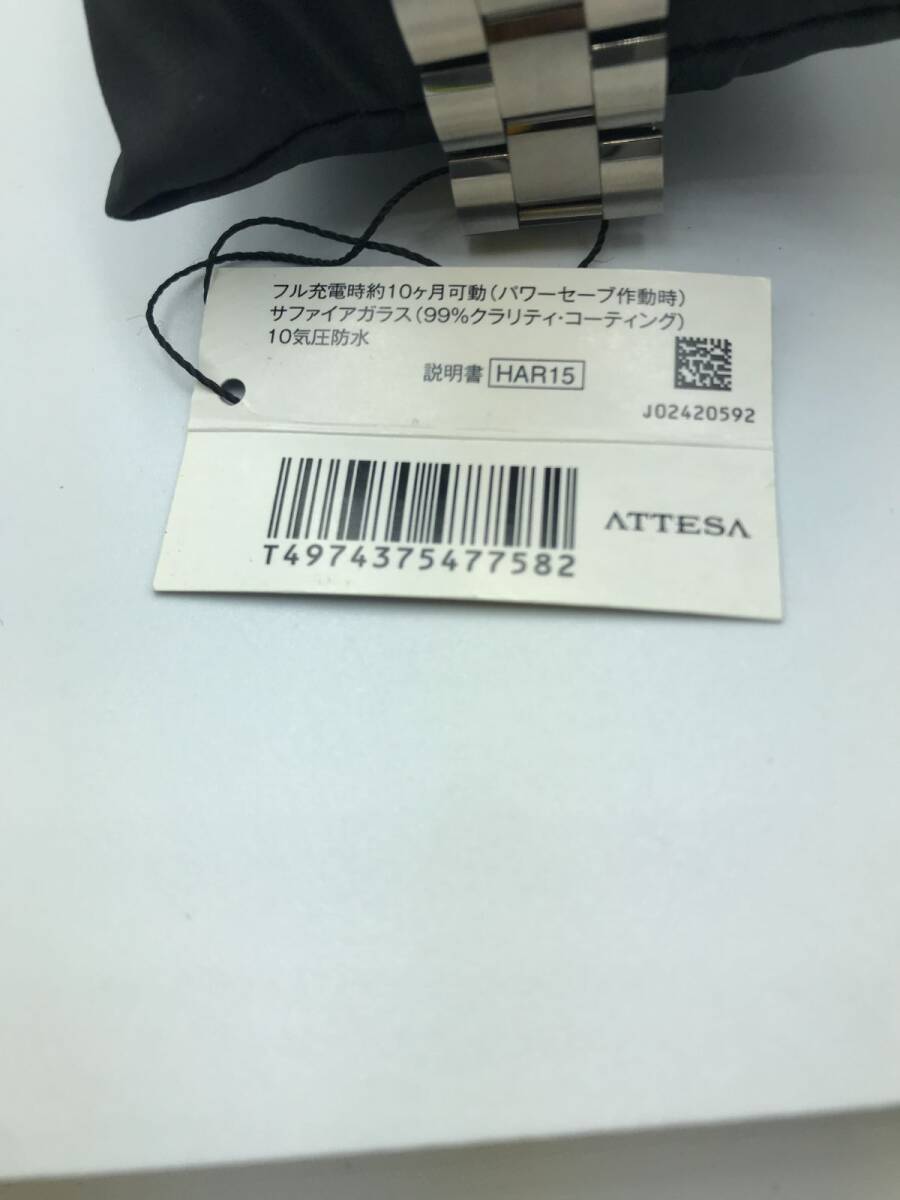 フル充電時約10ヶ月可動(パワーセーブ作動時)
サファイアガラス(99%クラリティ・コーティング)
10気圧防水
説明書 HAR15
J02420592
ATTESA
T4974375477582